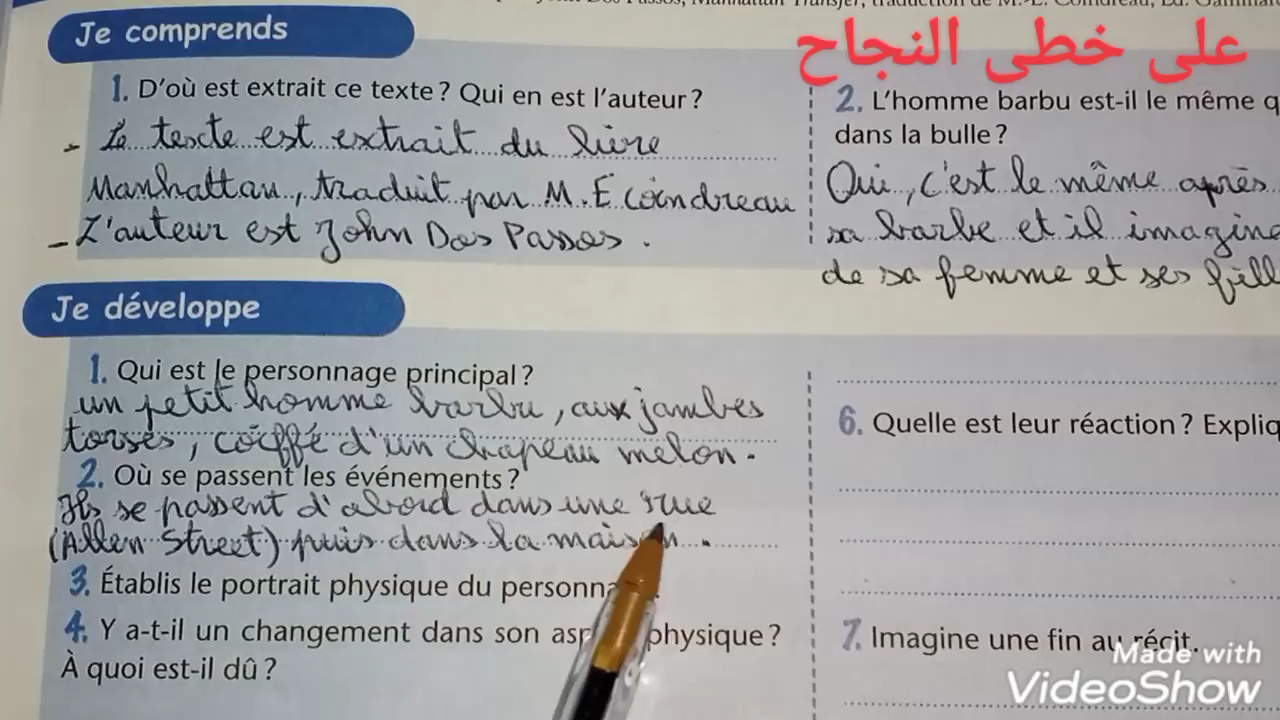 Je comprends
على خطى النجاح
1. D'où est extrait ce texte ? Qui en est l'auteur ?
- Le texte est extrait du livre
Manhattan, traduit par M. E Coindreau
- L'auteur est John Dos Passos.
2. L'homme barbu est-il le même q
dans la bulle ?
Oui, c'est le même après
sa barbe et il imagine
de sa femme et ses fill
Je développe
1. Qui est le personnage principal ?
un petit homme barbu, aux jambes
torses, coiffé d'un chapeau melon.
2. Où se passent les événements ?
Ils se passent d'abord dans une rue
(Allen Street) puis dans la maison.
3. Établis le portrait physique du personna
4. Y a-t-il un changement dans son asp physique ?
À quoi est-il dû ?
6. Quelle est leur réaction ? Expliq
7. Imagine une fin au récit.
Made with
VideoShow